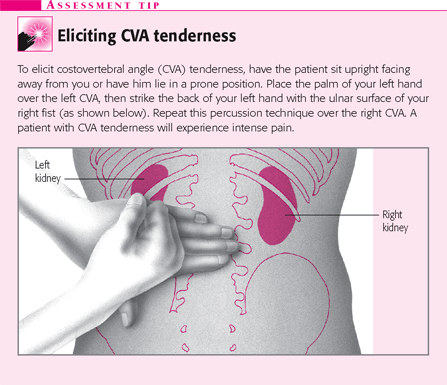 ASSESSMENT TIP
Eliciting CVA tenderness
To elicit costovertebral angle (CVA) tenderness, have the patient sit upright facing
away from you or have him lie in a prone position. Place the palm of your left hand
over the left CVA, then strike the back of your left hand with the ulnar surface of your
right fist (as shown below). Repeat this percussion technique over the right CVA. A
patient with CVA tenderness will experience intense pain.
Left
kidney
Right
kidney